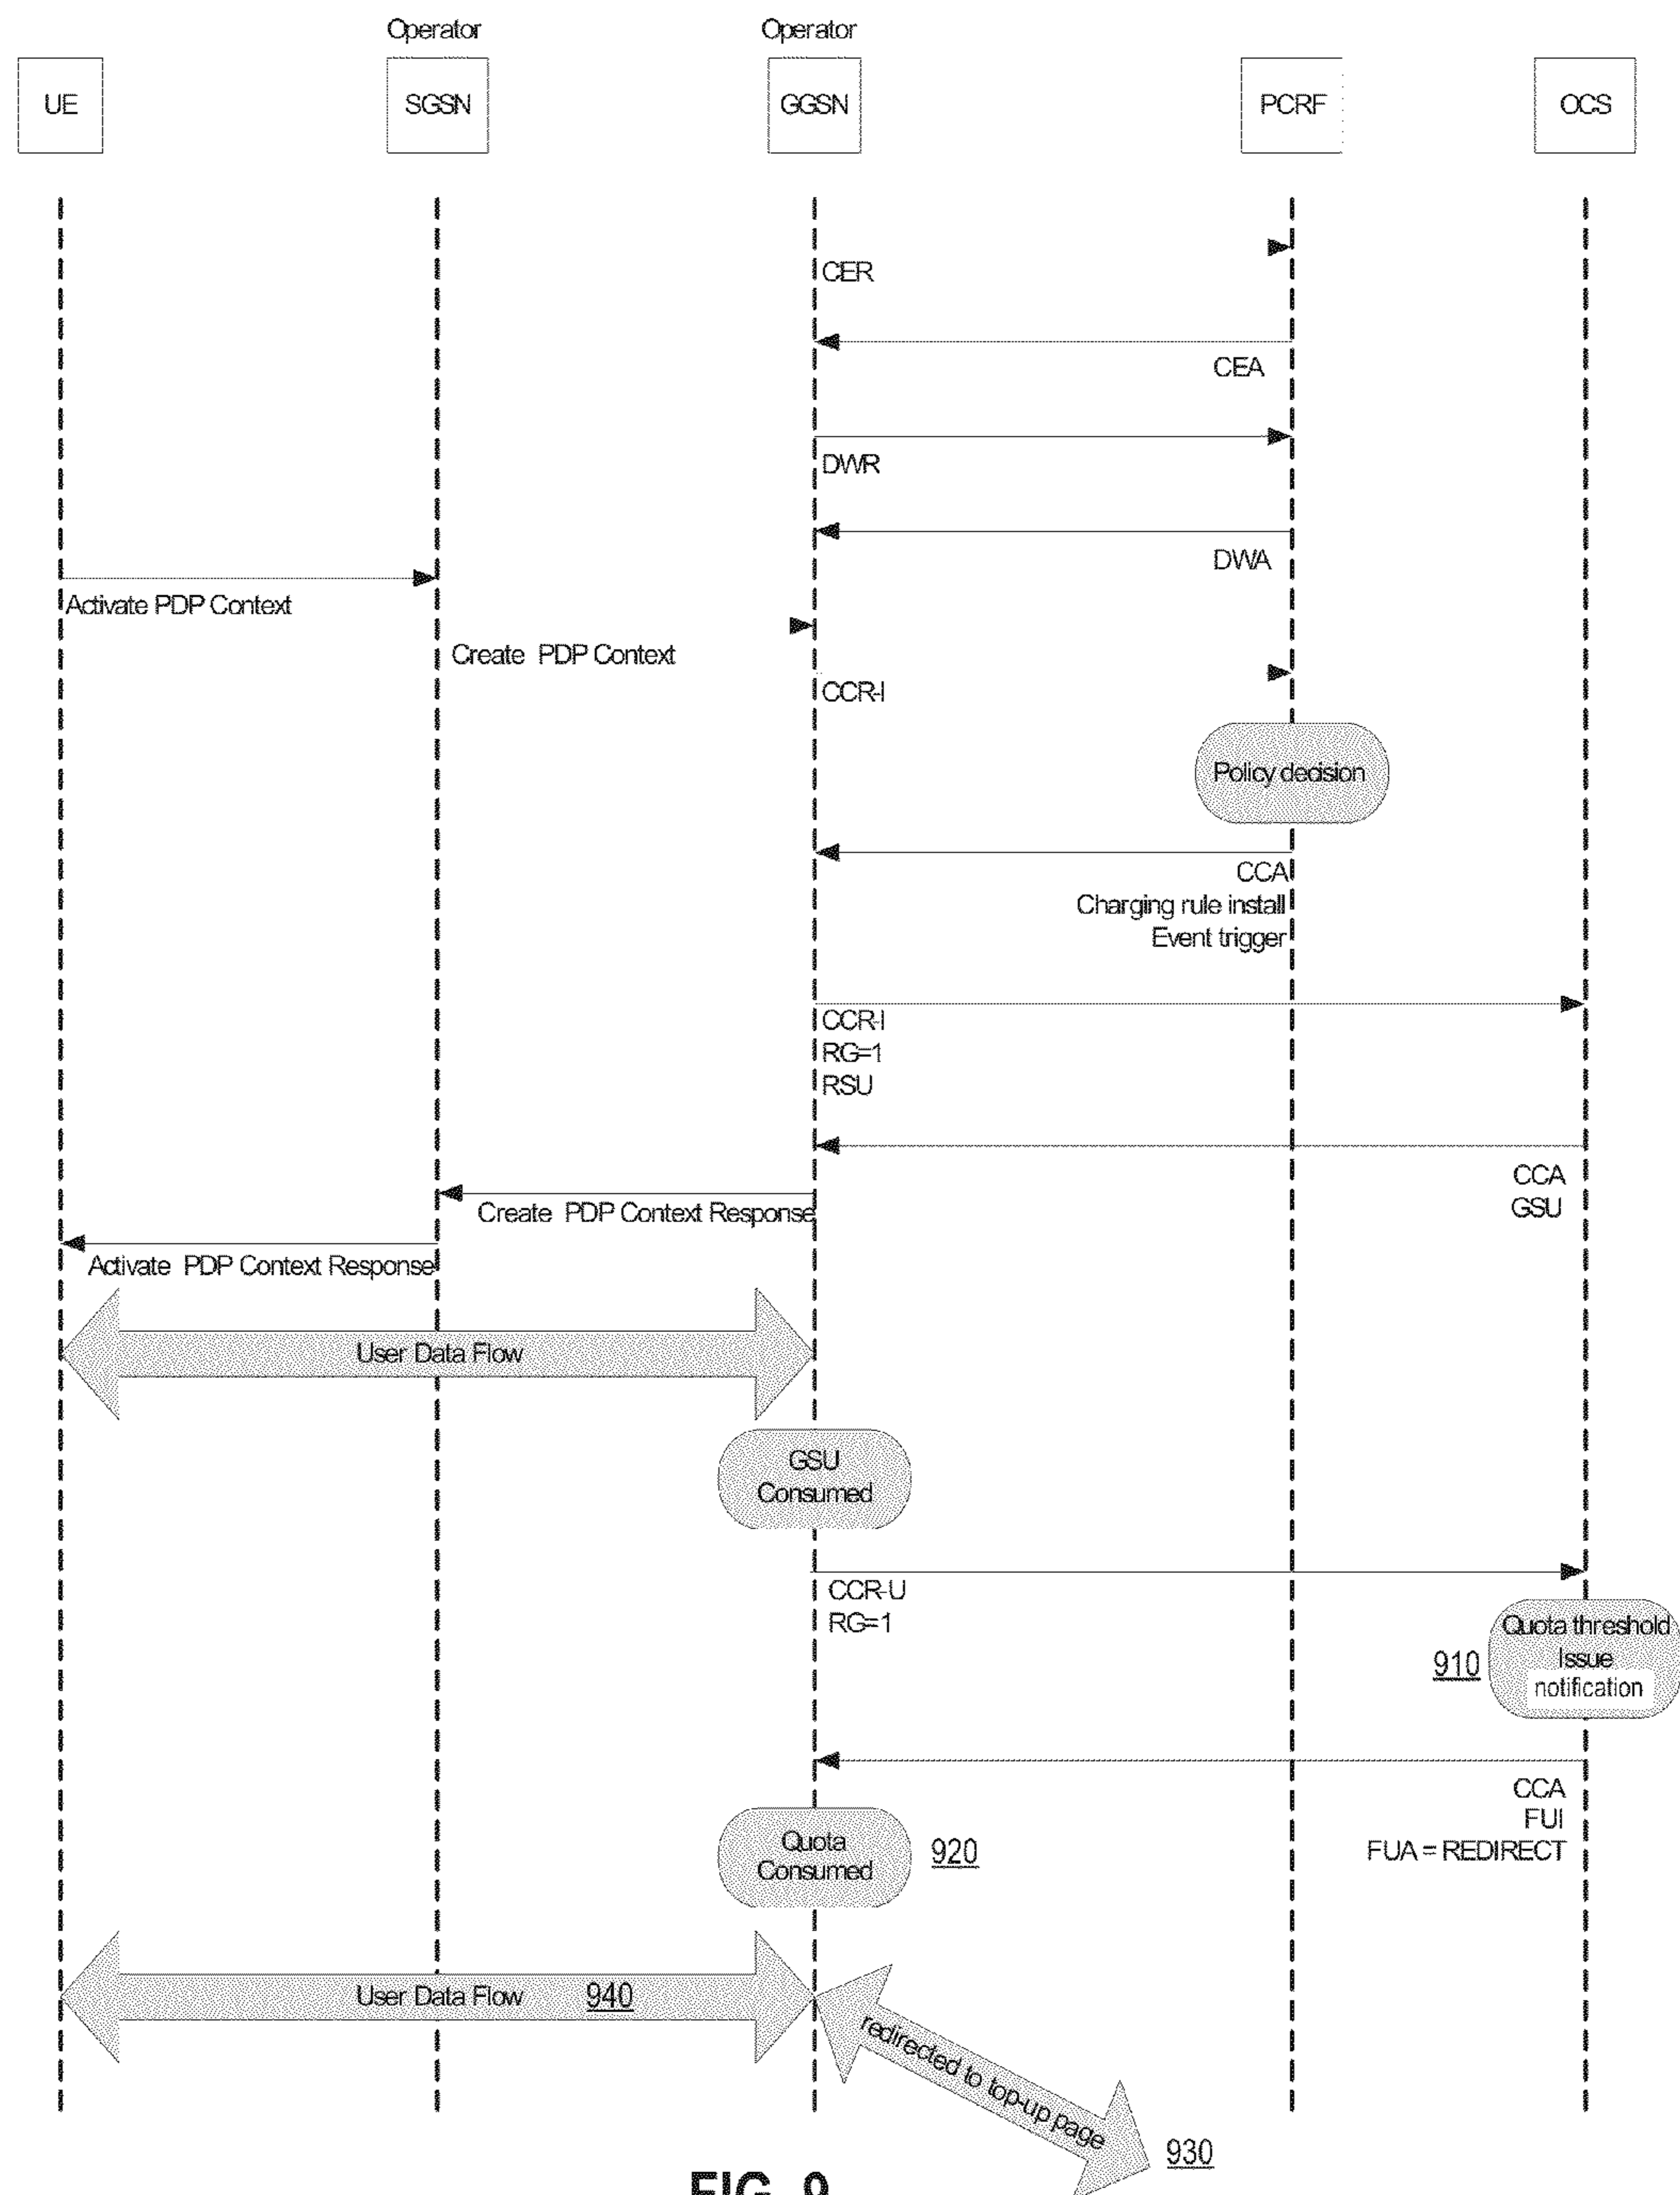 Operator
Operator
UE
SGSN
GGSN
PCRF
OCS
CER
CEA
DWR
DWA
Activate PDP Context
Create PDP Context
CCR-I
Policy decision
CCA
Charging rule install
Event trigger
CCR-I
RG=1
RSU
CCA
GSU
Create PDP Context Response
Activate PDP Context Response
User Data Flow
GSU
Consumed
CCR-U
RG=1
Quota threshold
Issue
notification
910
CCA
FUI
FUA = REDIRECT
Quota
Consumed
920
User Data Flow 940
redirected to top-up page
930
FIG. 9